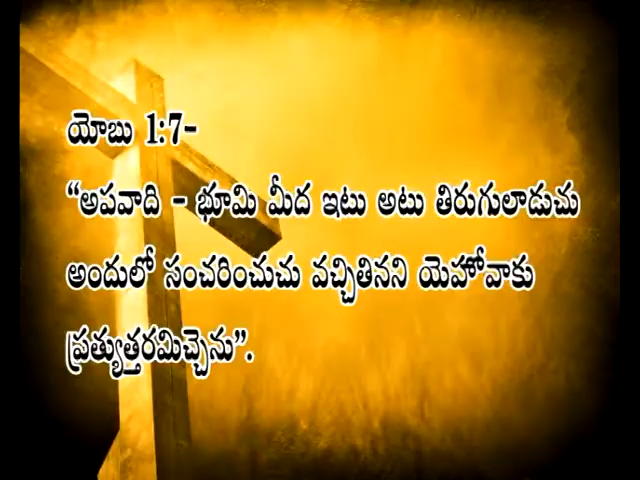 యోబు 1:7-
“అపవాది - భూమి మీద ఇటు అటు తిరుగులాడుచు
అందులో సంచరించుచు వచ్చితినని యెహోవాకు
ప్రత్యుత్తరమిచ్చెను”.